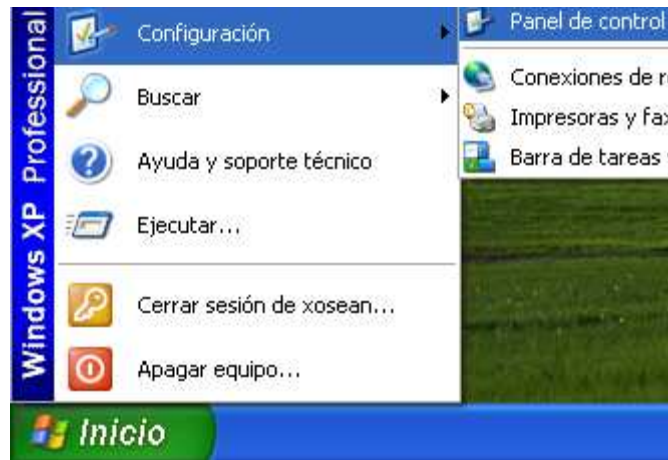 Windows XP Professional
Configuración
Buscar
Ayuda y soporte técnico
Ejecutar...
Cerrar sesión de xosean...
Apagar equipo...
Panel de control
Conexiones de
Impresoras y
Barra de tareas
Inicio